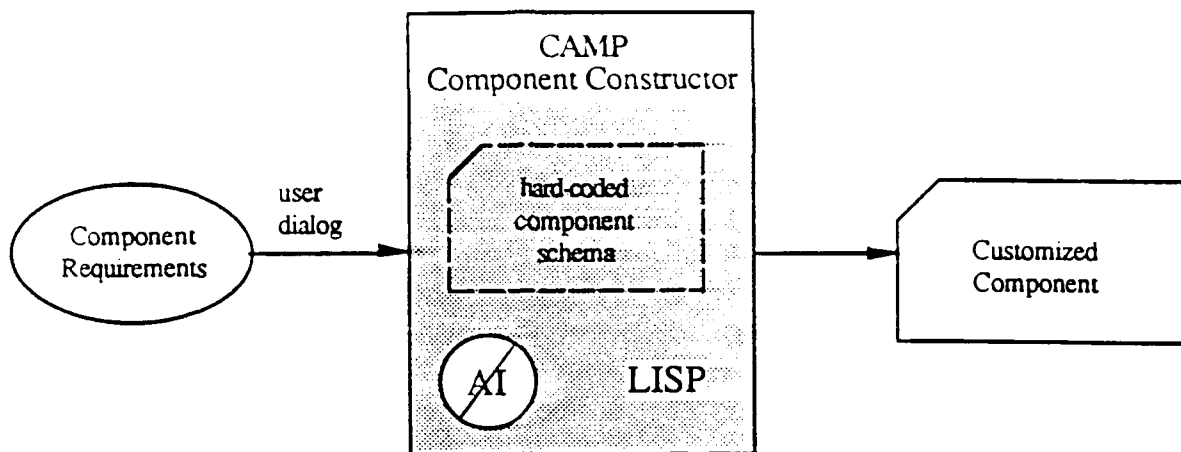 CAMP
Component Constructor
hard-coded
component
schema
user
dialog
Component
Requirements
Customized
Component
AI
LISP